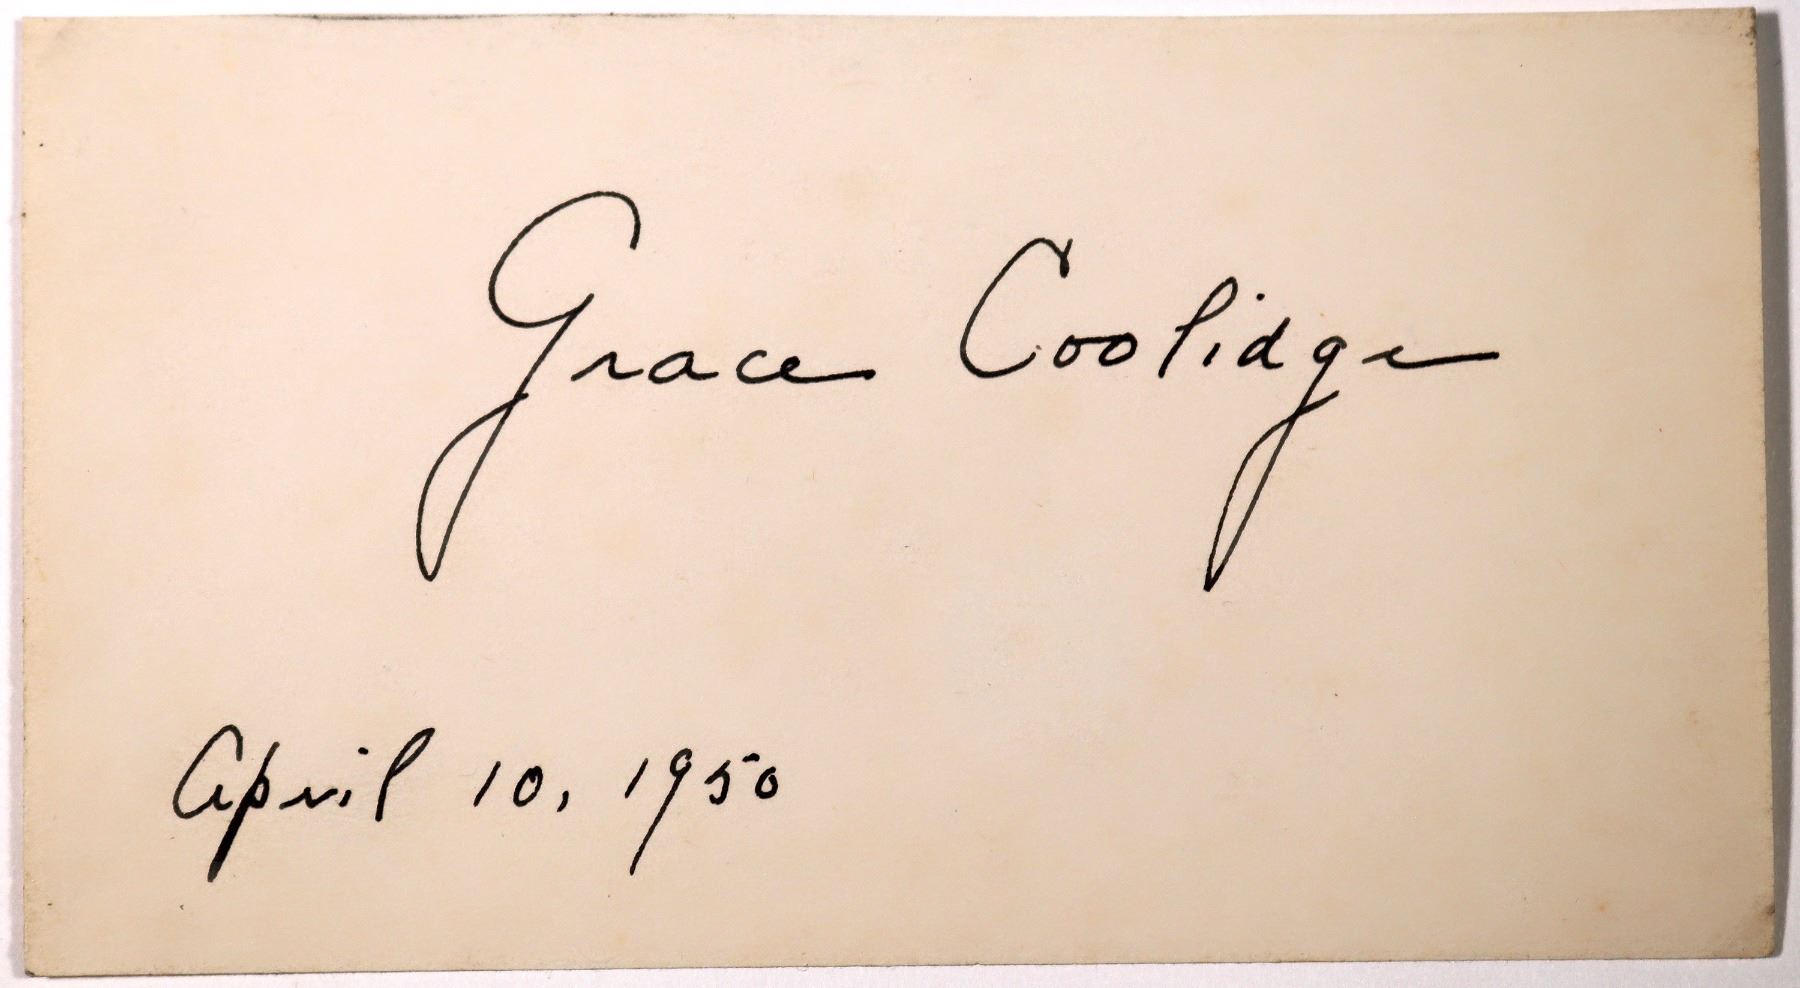 Grace Coolidge
April 10, 1950